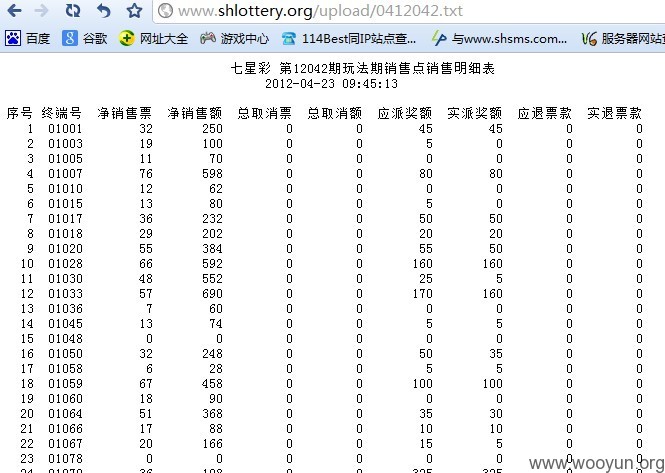 www.shlottery.org/upload/0412042.txt
百度 谷歌 网址大全 游戏中心 114Best同IP站点查... 与www.shsms.com... 服务器网站查
七星彩 第12042期玩法期销售点销售明细表
2012-04-23 09:45:13
序号 终端号 净销售票 净销售额 总取消票 总取消额 应派奖额 实派奖额 应退票款 实退票款
1 01001 32 250 0 0 45 45 0 0
2 01003 19 100 0 0 5 0 0 0
3 01005 11 70 0 0 0 0 0 0
4 01007 76 598 0 0 80 80 0 0
5 01010 12 62 0 0 0 0 0 0
6 01015 13 80 0 0 5 0 0 0
7 01017 36 232 0 0 50 50 0 0
8 01018 29 202 0 0 20 20 0 0
9 01020 55 384 0 0 55 50 0 0
10 01028 66 592 0 0 160 160 0 0
11 01030 48 552 0 0 25 5 0 0
12 01033 57 690 0 0 170 160 0 0
13 01036 7 60 0 0 0 0 0 0
14 01045 13 74 0 0 5 5 0 0
15 01048 0 0 0 0 0 0 0 0
16 01050 32 248 0 0 50 35 0 0
17 01058 6 28 0 0 5 5 0 0
18 01059 67 458 0 0 100 100 0 0
19 01060 18 90 0 0 0 0 0 0
20 01064 51 368 0 0 35 30 0 0
21 01066 17 88 0 0 10 10 0 0
22 01067 20 166 0 0 15 5 0 0
23 01078 0 0 0 0 0 0 0 0
www.wooyun.org